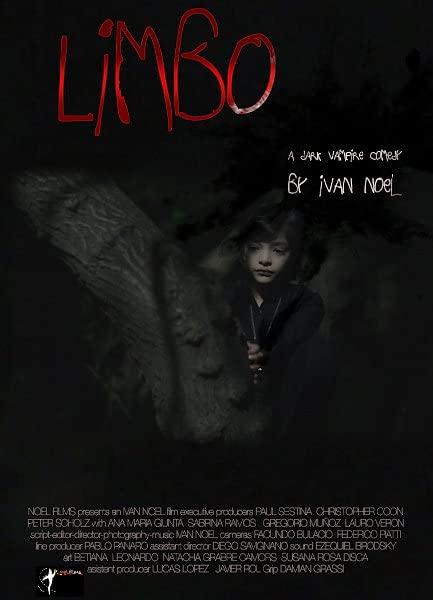 LiMBO
A DARK VAMPIRE COMEDY
BY iVAN NOEL
NOEL FILMS presents an IVAN NOEL film executive producers PAUL SESTINA CHRISTOPHER COON
PETER SCHOLZ with ANA MARIA GIUNTA SABRINA RAMOS GREGORIO MUÑOZ LAURO VERON
script-editor-director-photography-music IVAN NOEL cameras FACUNDO BULACIO FEDERICO PIATTI
line producer PABLO PANARO assistant director DIEGO SAVIGNANO sound EZEQUIEL BRODSKY
art BETIANA LEONARDO NATACHA GRABRE CAMORS SUSANA ROSA DISCA
asistent producer LUCAS LOPEZ JAVIER ROL Grip DAMIAN GRASSI